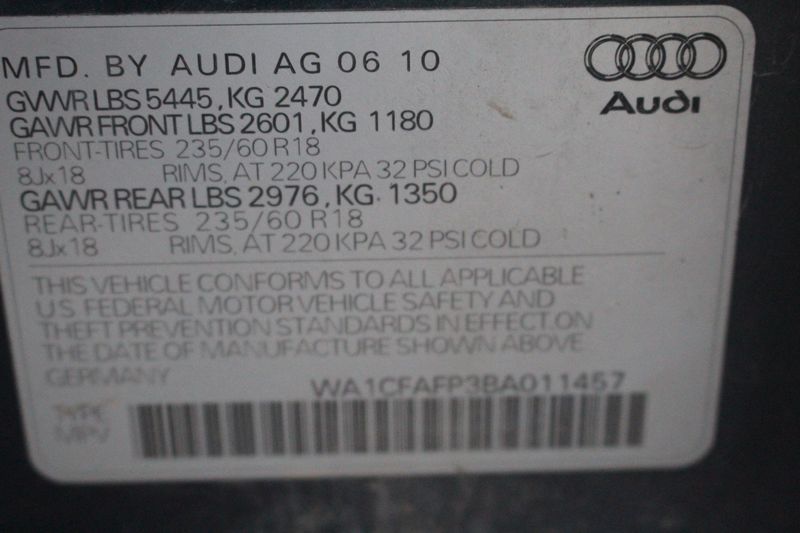 MFD. BY AUDI AG 06 10
Audi
GVWR LBS 5445, KG 2470
GAWR FRONT LBS 2601, KG 1180
FRONT-TIRES 235/60 R18
8Jx18 RIMS, AT 220 KPA 32 PSI COLD
GAWR REAR LBS 2976, KG 1350
REAR-TIRES 235/60 R18
8Jx18 RIMS, AT 220 KPA 32 PSI COLD
THIS VEHICLE CONFORMS TO ALL APPLICABLE
U.S. FEDERAL MOTOR VEHICLE SAFETY AND
THEFT PREVENTION STANDARDS IN EFFECT ON
THE DATE OF MANUFACTURE SHOWN ABOVE
GERMANY WA1CFAFP3BA011457
TYPE
MPV